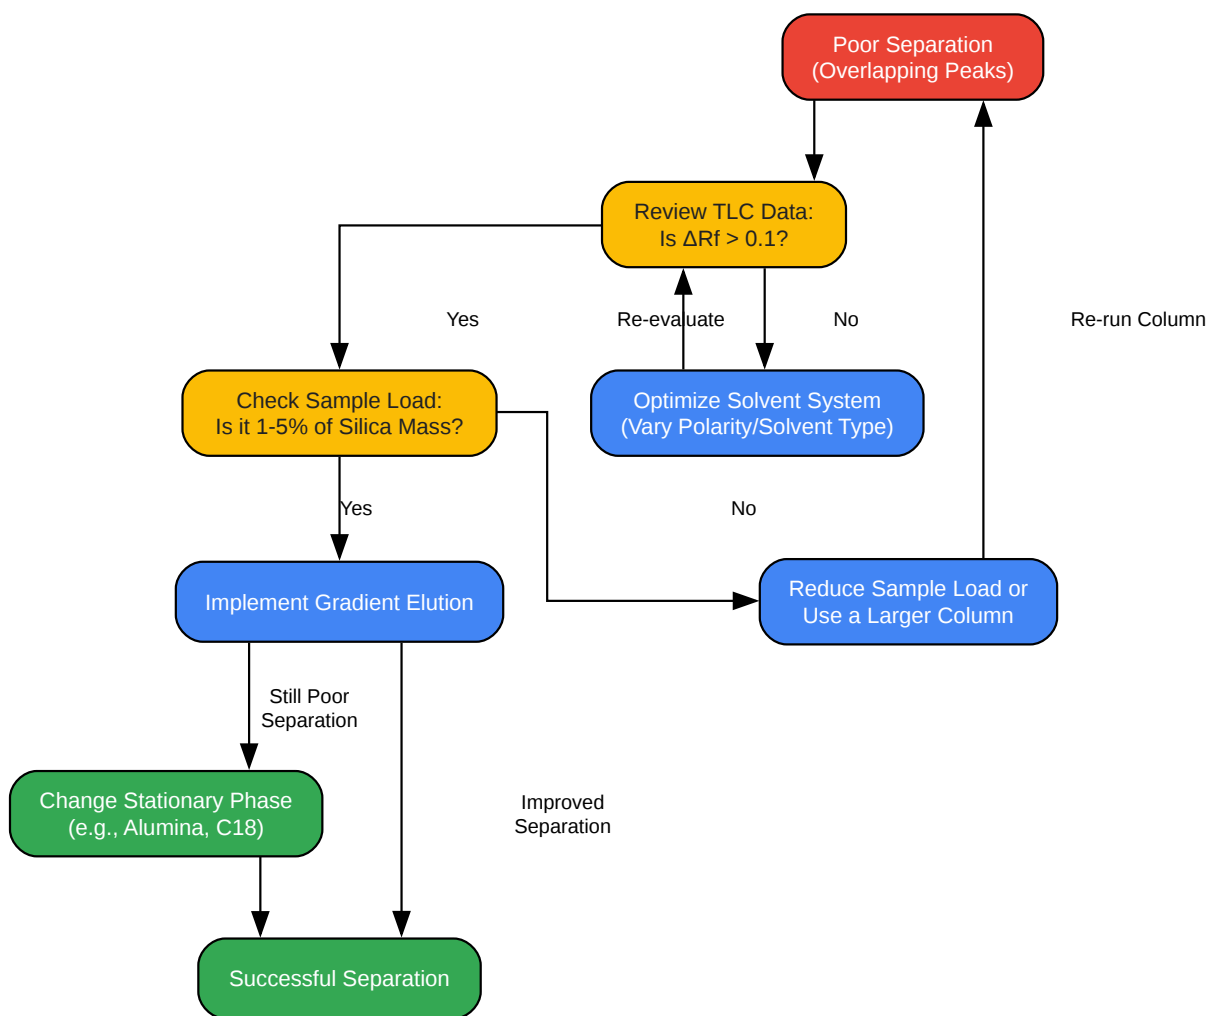 Poor Separation
(Overlapping Peaks)
Review TLC Data:
Is ΔRf > 0.1?
Yes
Re-evaluate
No
Re-run Column
Check Sample Load:
Is it 1-5% of Silica Mass?
Optimize Solvent System
(Vary Polarity/Solvent Type)
Yes
No
Implement Gradient Elution
Reduce Sample Load or
Use a Larger Column
Still Poor
Separation
Change Stationary Phase
(e.g., Alumina, C18)
Improved
Separation
Successful Separation